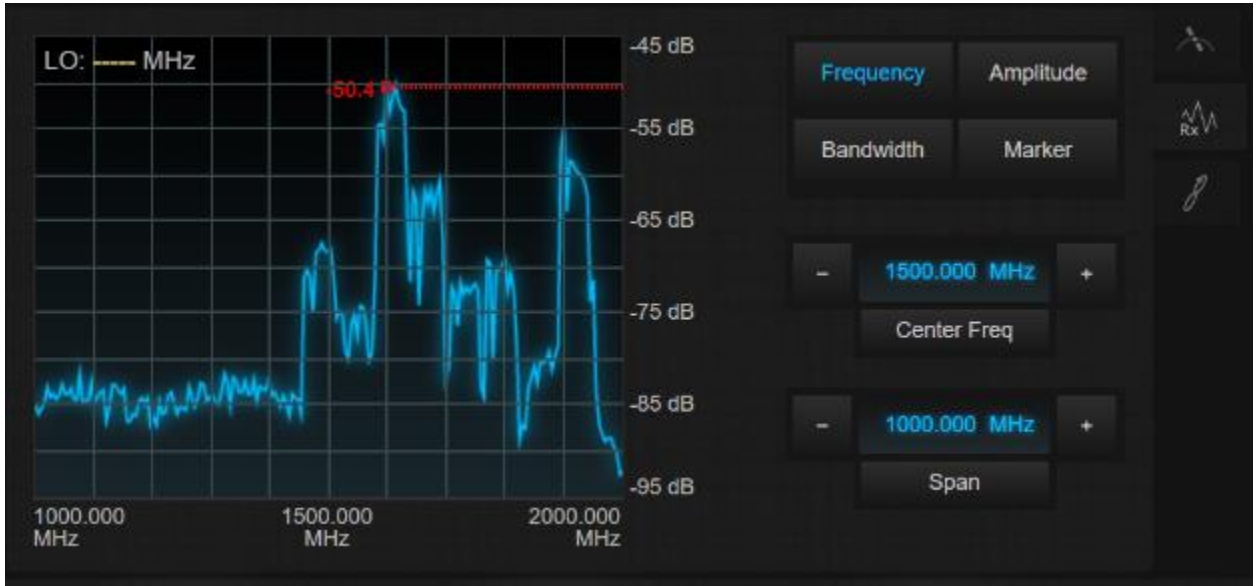 LO: ----- MHz
-50.4
-45 dB
-55 dB
-65 dB
-75 dB
-85 dB
-95 dB
1000.000
MHz
1500.000
MHz
2000.000
MHz
Frequency
Amplitude
Bandwidth
Marker
- 1500.000 MHz +
Center Freq
- 1000.000 MHz +
Span
Rx